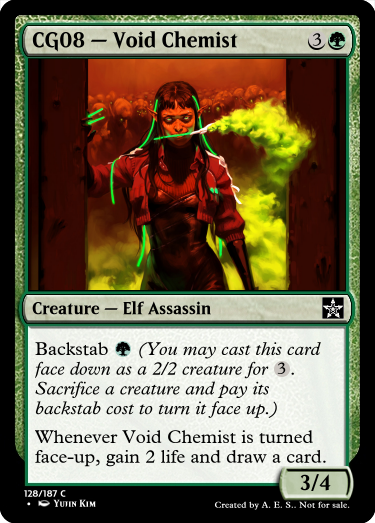 CG08 — Void Chemist 3
Creature — Elf Assassin
Backstab (You may cast this card
face down as a 2/2 creature for 3.
Sacrifice a creature and pay its
backstab cost to turn it face up.)
Whenever Void Chemist is turned
face-up, gain 2 life and draw a card.
3/4
128/187 C
• Yutin Kim
Created by A. E. S.. Not for sale.